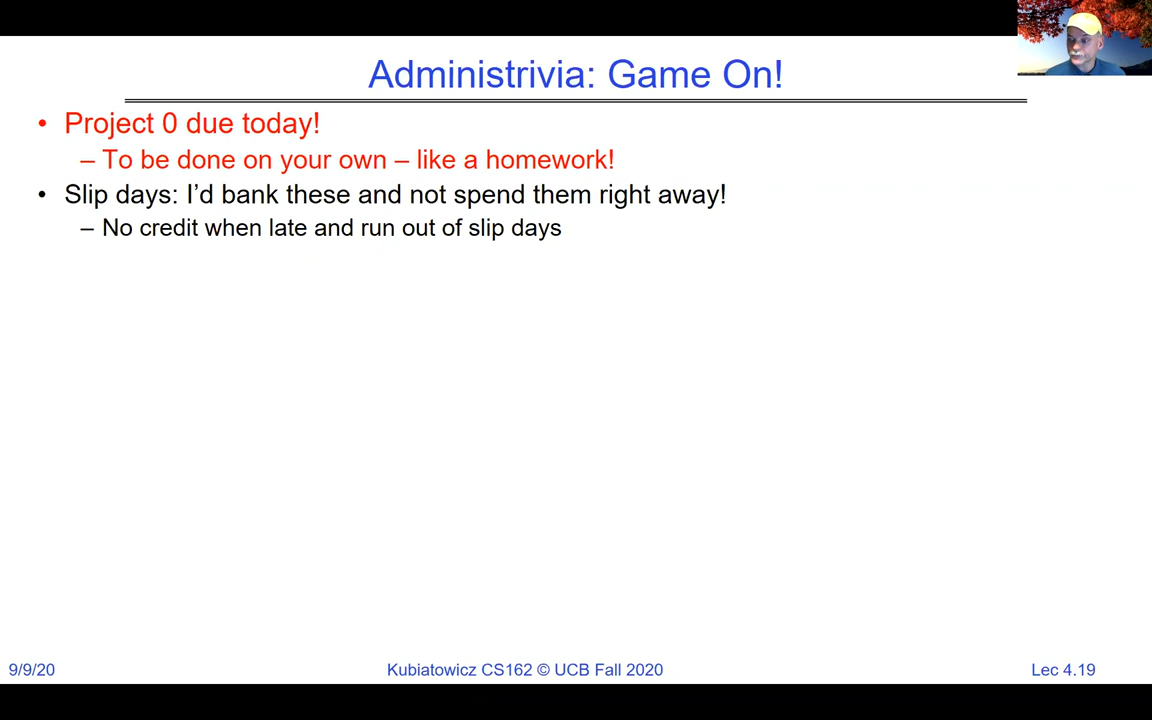 Administrivia: Game On!
• Project 0 due today!
– To be done on your own – like a homework!
• Slip days: I’d bank these and not spend them right away!
– No credit when late and run out of slip days
9/9/20
Kubiatowicz CS162 © UCB Fall 2020
Lec 4.19